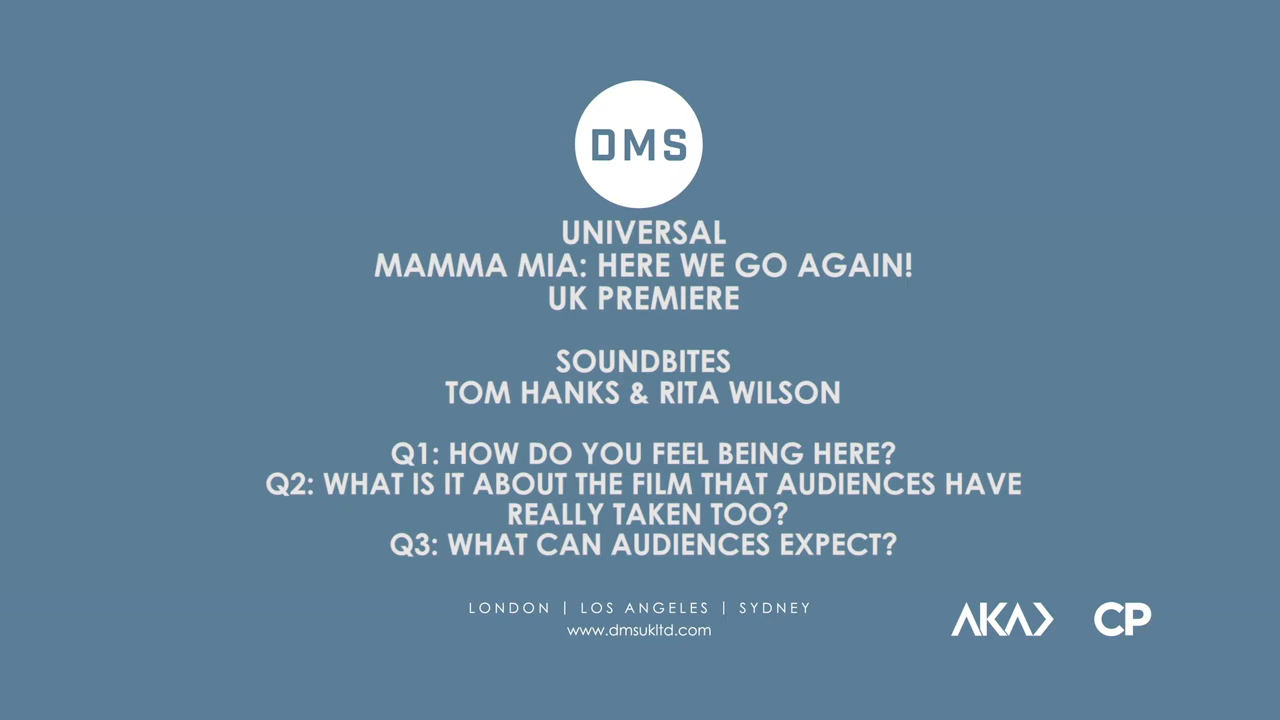 DMS
UNIVERSAL
MAMMA MIA: HERE WE GO AGAIN!
UK PREMIERE
SOUNDBITES
TOM HANKS & RITA WILSON
Q1: HOW DO YOU FEEL BEING HERE?
Q2: WHAT IS IT ABOUT THE FILM THAT AUDIENCES HAVE
REALLY TAKEN TOO?
Q3: WHAT CAN AUDIENCES EXPECT?
LONDON | LOS ANGELES | SYDNEY
www.dmsukltd.com
AKA CP